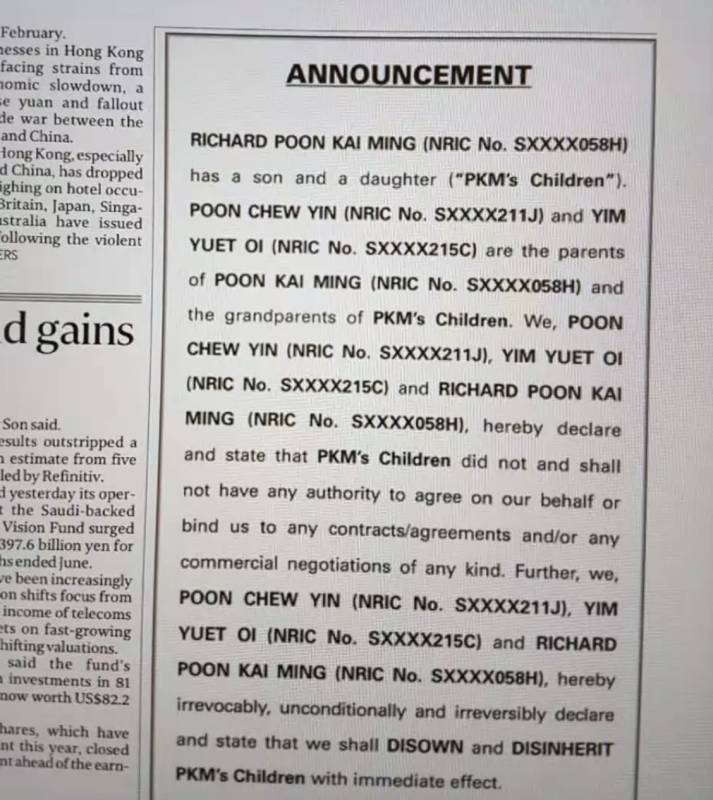 February.
nesses in Hong Kong
facing strains from
nomic slowdown, a
se yuan and fallout
de war between the
and China.
Hong Kong, especially
d China, has dropped
ighing on hotel occu-
Britain, Japan, Singa-
ustralia have issued
ollowing the violent
ERS
d gains
Son said.
esults outstripped a
n estimate from five
led by Refinitiv.
d yesterday its oper-
t the Saudi-backed
Vision Fund surged
397.6 billion yen for
hs ended June.
ve been increasingly
on shifts focus from
income of telecoms
ets on fast-growing
hifting valuations.
said the fund's
n investments in 81
now worth US$82.2
hares, which have
nt this year, closed
nt ahead of the earn-
ANNOUNCEMENT
RICHARD POON KAI MING (NRIC No. SXXXX058H)
has a son and a daughter ("PKM's Children").
POON CHEW YIN (NRIC No. SXXXX211J) and YIM
YUET OI (NRIC No. SXXXX215C) are the parents
of POON KAI MING (NRIC No. SXXXX058H) and
the grandparents of PKM's Children. We, POON
CHEW YIN (NRIC No. SXXXX211J), YIM YUET OI
(NRIC No. SXXXX215C) and RICHARD POON KAI
MING (NRIC No. SXXXX058H), hereby declare
and state that PKM's Children did not and shall
not have any authority to agree on our behalf or
bind us to any contracts/agreements and/or any
commercial negotiations of any kind. Further, we,
POON CHEW YIN (NRIC No. SXXXX211J), YIM
YUET OI (NRIC No. SXXXX215C) and RICHARD
POON KAI MING (NRIC No. SXXXX058H), hereby
irrevocably, unconditionally and irreversibly declare
and state that we shall DISOWN and DISINHERIT
PKM's Children with immediate effect.